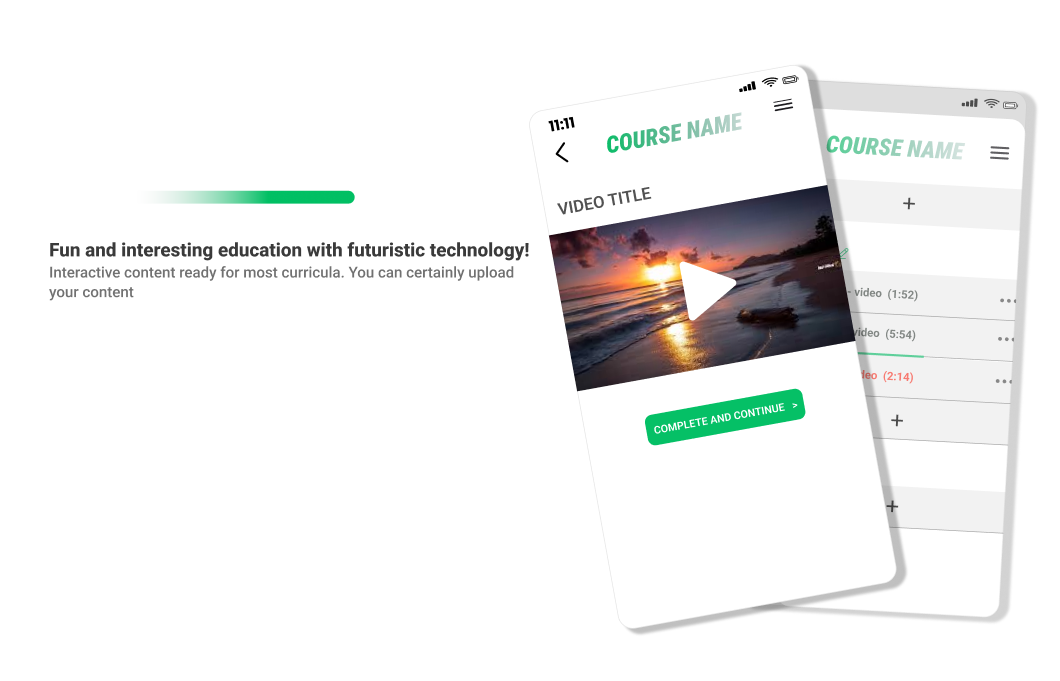 Fun and interesting education with futuristic technology!
Interactive content ready for most curricula. You can certainly upload
your content
11:11
COURSE NAME
VIDEO TITLE
COMPLETE AND CONTINUE >
COURSE NAME
+
- video (1:52)
video (5:54)
(2:14)
+
+